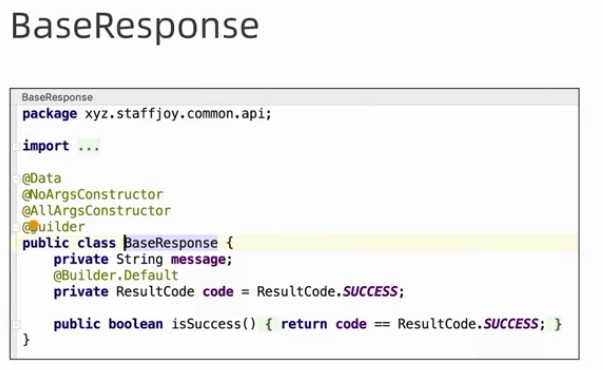 BaseResponse
BaseResponse
package xyz.staffjoy.common.api;
import ...
@Data
@NoArgsConstructor
@AllArgsConstructor
@Builder
public class BaseResponse {
private String message;
@Builder.Default
private ResultCode code = ResultCode.SUCCESS;
public boolean isSuccess() { return code == ResultCode.SUCCESS; }
}